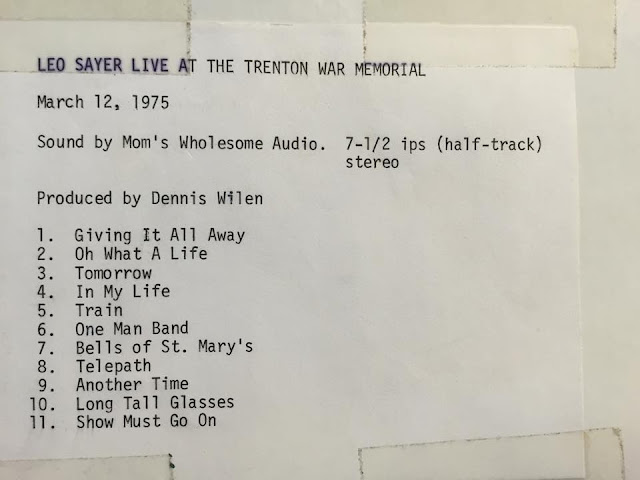 LEO SAYER LIVE AT THE TRENTON WAR MEMORIAL
March 12, 1975
Sound by Mom's Wholesome Audio. 7-1/2 ips (half-track)
stereo
Produced by Dennis Wilen
1. Giving It All Away
2. Oh What A Life
3. Tomorrow
4. In My Life
5. Train
6. One Man Band
7. Bells of St. Mary's
8. Telepath
9. Another Time
10. Long Tall Glasses
11. Show Must Go On